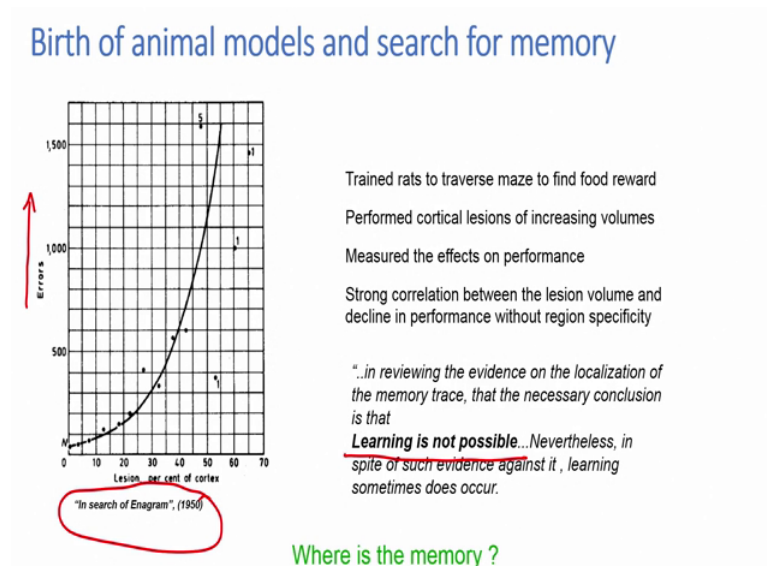 Birth of animal models and search for memory
5
1,500
1
1,000
1
Errors
500
1
N
0 10 20 30 40 50 60 70
Lesion, per cent of cortex
"In search of Enagram", (1950)
Trained rats to traverse maze to find food reward
Performed cortical lesions of increasing volumes
Measured the effects on performance
Strong correlation between the lesion volume and
decline in performance without region specificity
"..in reviewing the evidence on the localization of
the memory trace, that the necessary conclusion
is that
Learning is not possible...Nevertheless, in
spite of such evidence against it , learning
sometimes does occur.
Where is the memory ?